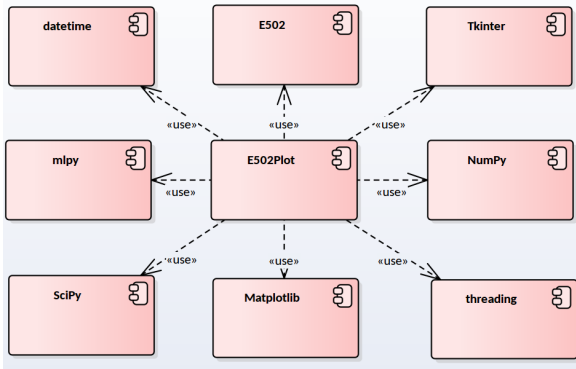 datetime
E502
Tkinter
«use»
«use»
«use»
mlpy
E502Plot
NumPy
«use»
«use»
«use»
«use»
«use»
SciPy
Matplotlib
threading